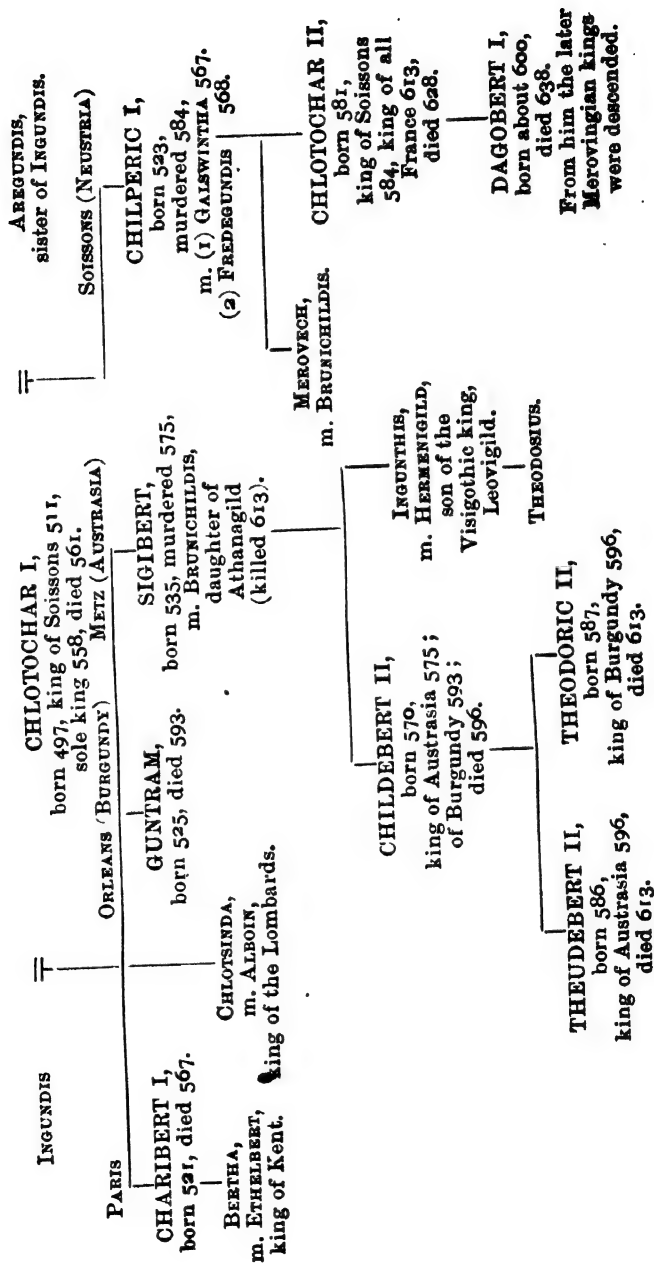 INGUNDIS
CHLOTOCHAR I,
born 497, king of Soissons 511,
sole king 558, died 561.
AREGUNDIS,
sister of INGUNDIS.
PARIS
ORLEANS (BURGUNDY)
METZ (AUSTRASIA)
SOISSONS (NEUSTRIA)
CHARIBERT I,
born 521, died 567.
BERTHA,
m. ETHELBERT,
king of Kent.
CHLOTSINDA,
m. ALBOIN,
king of the Lombards.
GUNTRAM,
born 525, died 593.
SIGIBERT,
born 535, murdered 575,
m. BRUNICHILDIS,
daughter of
Athanagild
(killed 613).
CHILPERIC I,
born 523,
murdered 584,
m. (1) GALSWINTHA 567.
(2) FREDEGUNDIS 568.
MEROVECH,
m. BRUNICHILDIS.
CHLOTOCHAR II,
born 581,
king of Soissons
584, king of all
France 613,
died 628.
CHILDEBERT II,
born 570,
king of Austrasia 575;
of Burgundy 593;
died 596.
INGUNTHIS,
m. HERMENIGILD,
son of the
Visigothic king,
Leovigild.
THEODOSIUS.
DAGOBERT I,
born about 600,
died 638.
From him the later
Merovingian kings
were descended.
THEUDEBERT II,
born 586,
king of Austrasia 596,
died 613.
THEODORIC II,
born 587,
king of Burgundy 596,
died 613.